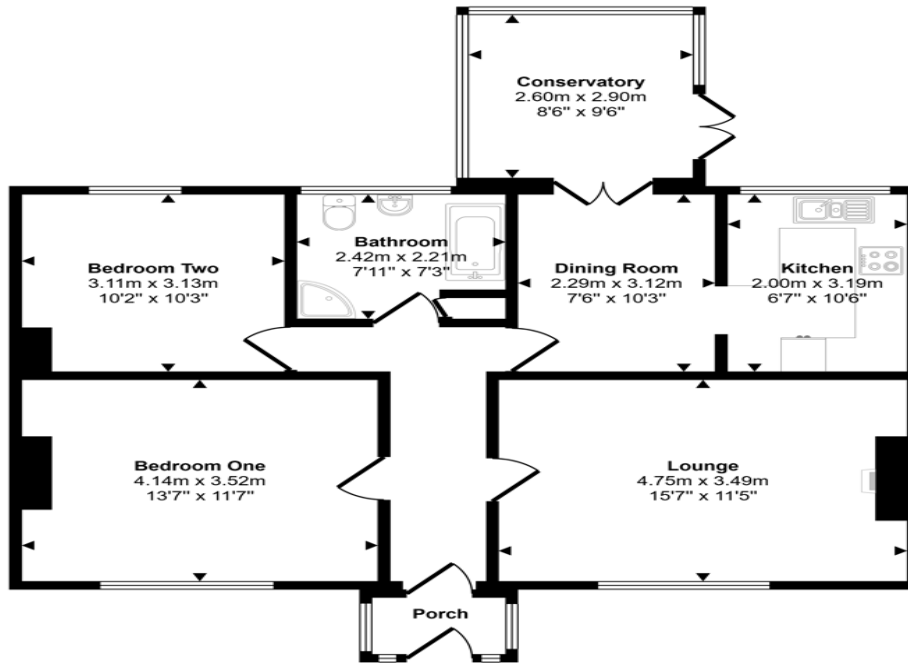 Conservatory
2.60m x 2.90m
8'6" x 9'6"
Bedroom Two
3.11m x 3.13m
10'2" x 10'3"
Bathroom
2.42m x 2.21m
7'11" x 7'3"
Dining Room
2.29m x 3.12m
7'6" x 10'3"
Kitchen
2.00m x 3.19m
6'7" x 10'6"
Bedroom One
4.14m x 3.52m
13'7" x 11'7"
Lounge
4.75m x 3.49m
15'7" x 11'5"
Porch